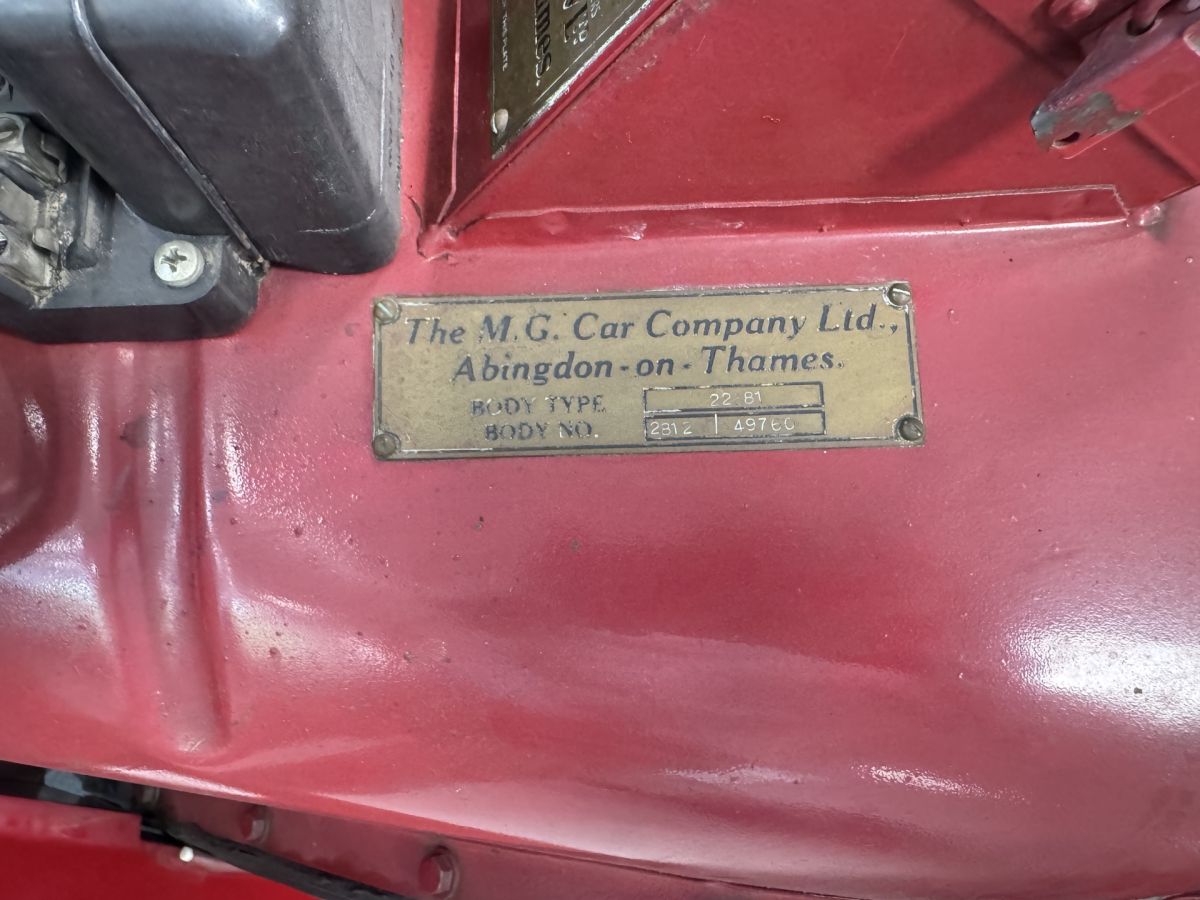 The M.G. Car Company Ltd.,
Abingdon-on-Thames.
BODY TYPE 22 81
BODY NO. 2812 | 49760